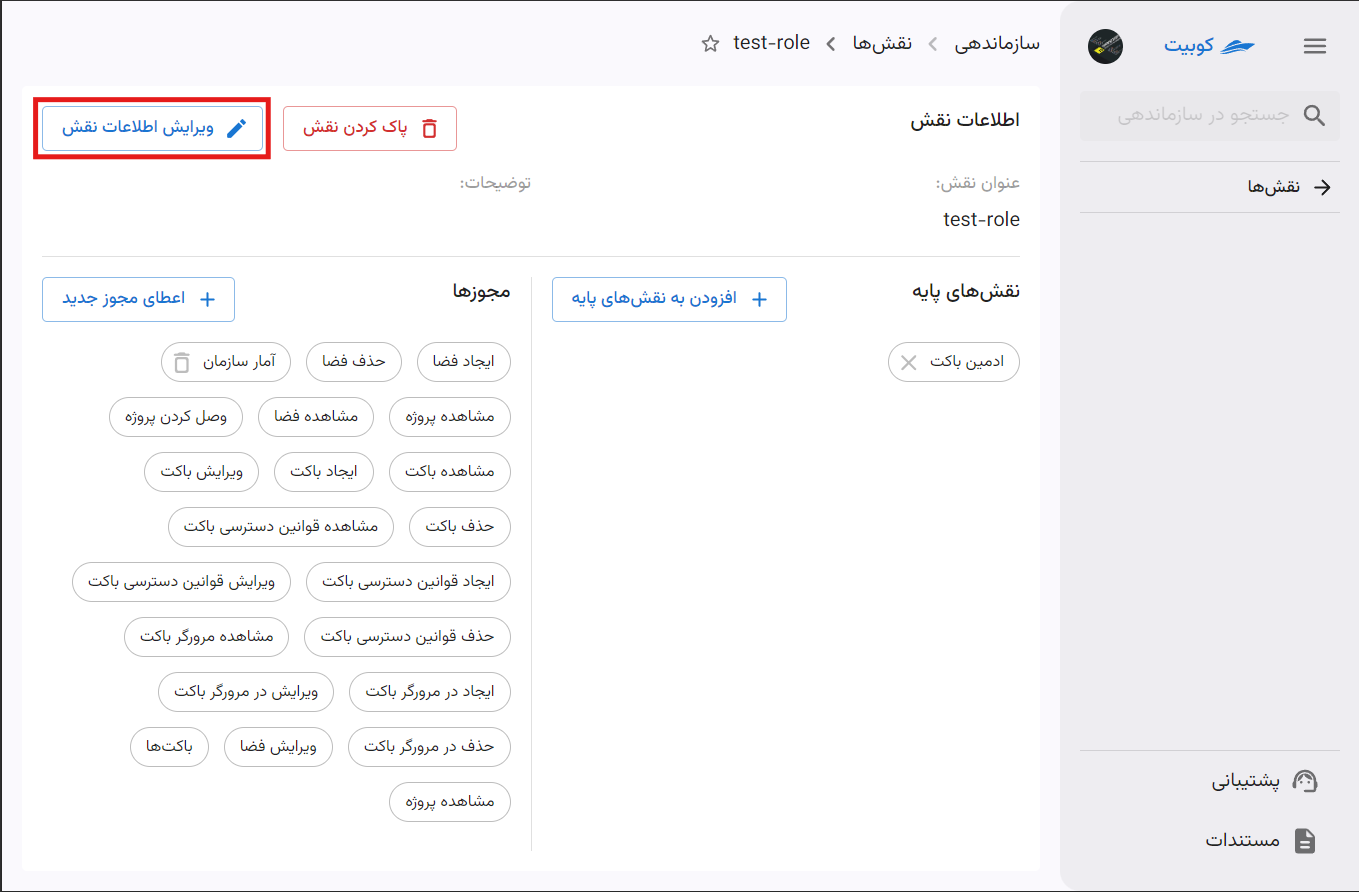 کوبیت
جستجو در سازماندهی
نقش‌ها
پشتیبانی
مستندات
سازماندهی > نقش‌ها > test-role
اطلاعات نقش
پاک کردن نقش
ویرایش اطلاعات نقش
عنوان نقش:
test-role
توضیحات:
نقش‌های پایه
افزودن به نقش‌های پایه
ادمین باکت
مجوزها
اعطای مجوز جدید
ایجاد فضا حذف فضا آمار سازمان
مشاهده پروژه مشاهده فضا وصل کردن پروژه
مشاهده باکت ایجاد باکت ویرایش باکت
حذف باکت مشاهده قوانین دسترسی باکت
ایجاد قوانین دسترسی باکت ویرایش قوانین دسترسی باکت
حذف قوانین دسترسی باکت مشاهده مرورگر باکت
ایجاد در مرورگر باکت ویرایش در مرورگر باکت
حذف در مرورگر باکت ویرایش فضا باکت‌ها
مشاهده پروژه